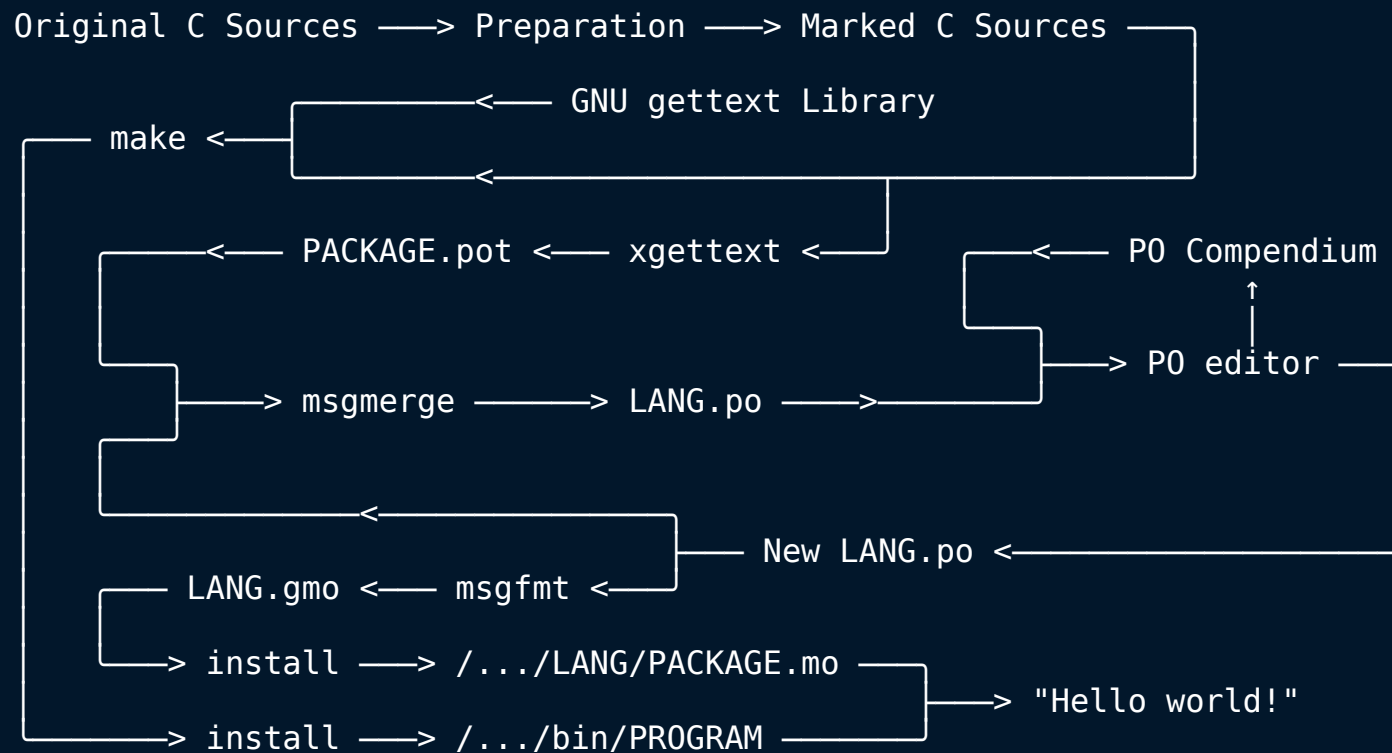 Original C Sources ───> Preparation ───> Marked C Sources ───╮
╭─────────<─── GNU gettext Library
╭─── make <───┤
╰─────────<────────────────────┬───────────────╯
╭─────<─── PACKAGE.pot <─── xgettext <───╯ ╭───<─── PO Compendium
↑
╰───╮ ├───> PO editor ───
├────> msgmerge ──────> LANG.po ────>────────╯
╰─────────────<───────────────╮
├─── New LANG.po <────────────────────
╭─── LANG.gmo <─── msgfmt <───╯
╰───> install ───> /.../LANG/PACKAGE.mo ───╮
├───> "Hello world!"
╰───────> install ───> /.../bin/PROGRAM ───────╯